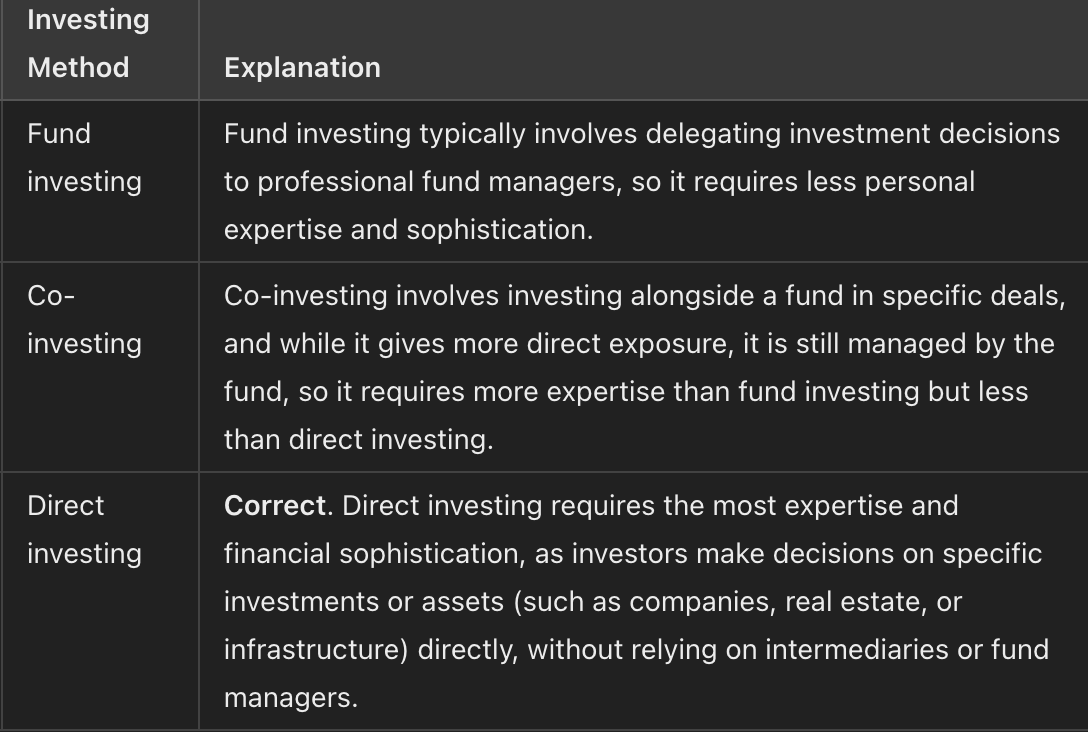 Investing
Method
Explanation
Fund
investing
Fund investing typically involves delegating investment decisions
to professional fund managers, so it requires less personal
expertise and sophistication.
Co-
investing
Co-investing involves investing alongside a fund in specific deals,
and while it gives more direct exposure, it is still managed by the
fund, so it requires more expertise than fund investing but less
than direct investing.
Direct
investing
Correct. Direct investing requires the most expertise and
financial sophistication, as investors make decisions on specific
investments or assets (such as companies, real estate, or
infrastructure) directly, without relying on intermediaries or fund
managers.